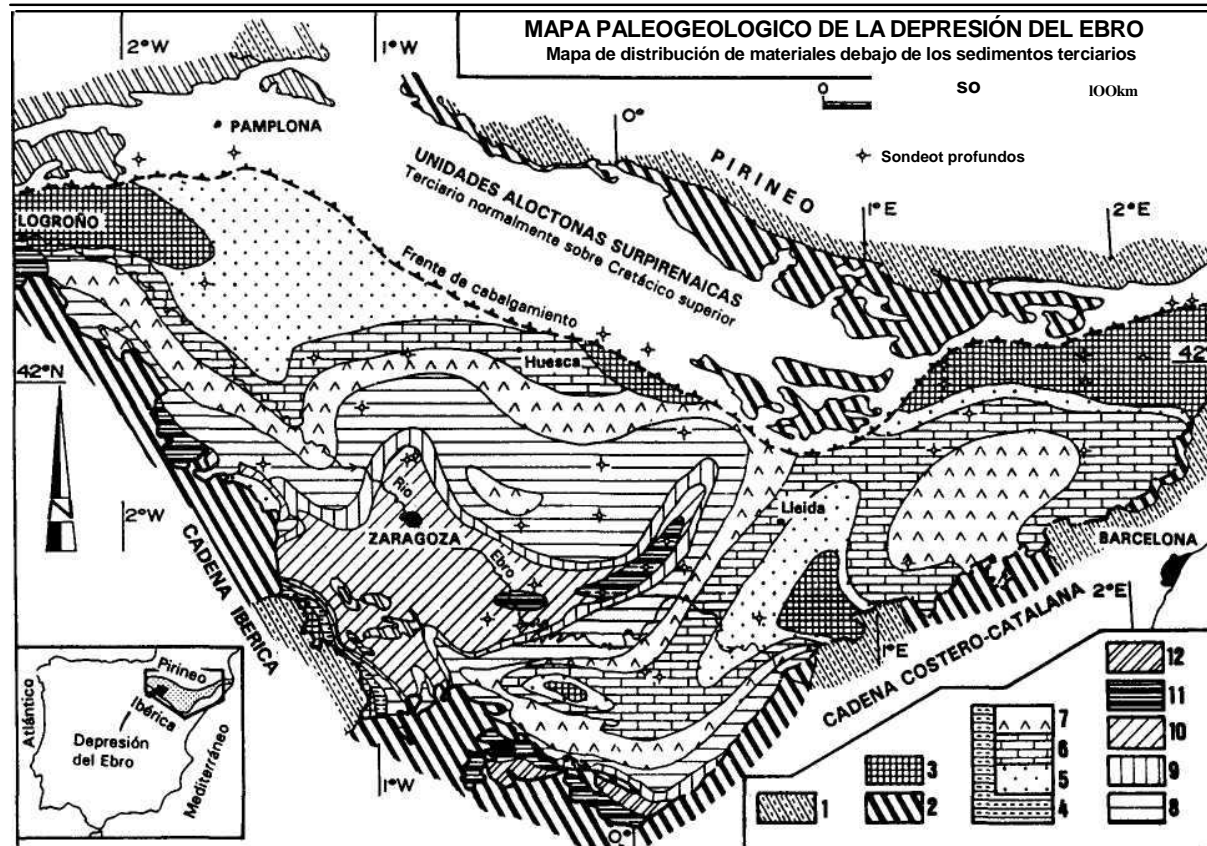 MAPA PALEOGEOLOGICO DE LA DEPRESIÓN DEL EBRO
Mapa de distribución de materiales debajo de los sedimentos terciarios
O
SO
lOOkm
Sondeot profundos
2°W
1°W
0°
1°E
2°E
PAMPLONA
PIRINEO
UNIDADES ALOCTONAS SURPIRENAICAS
Terciario normalmente sobre Cretácico superior
LOGROÑO
Frente de cabalgamiento
Huesca
42°N
42°
N
2°W
Rio
Ebro
ZARAGOZA
Lleida
BARCELONA
2°E
CADENA IBERICA
CADENA COSTERO-CATALANA
1°E
1°W
0°
Pirineo
Ibérica
Atlántico
Depresión
del Ebro
Mediterráneo
1
3
2
7
6
5
4
12
11
10
9
8